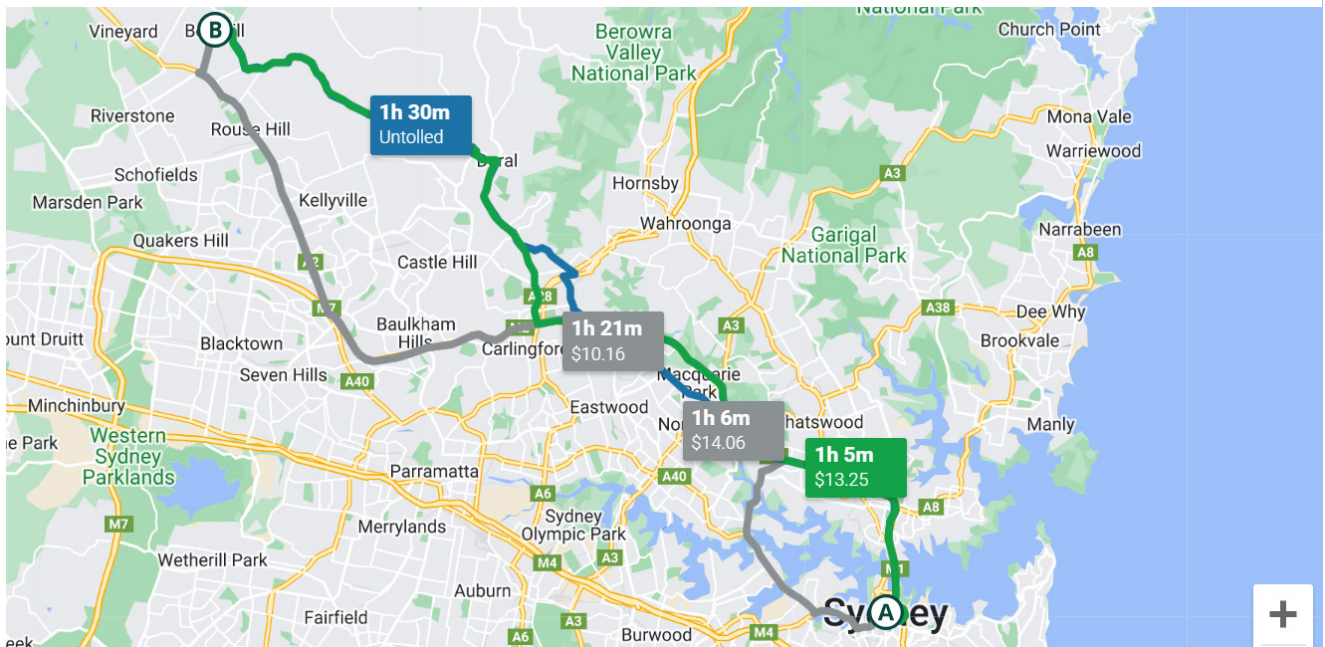 National Park
Vineyard
B
Berowra
Valley
National Park
Church Point
1h 30m
Untolled
Riverstone
Rouse Hill
Mona Vale
Warriewood
Schofields
A3
Hornsby
Kellyville
Marsden Park
Wahroonga
Garigal
National Park
Narrabeen
Quakers Hill
A8
A2
Castle Hill
A28
M7
A38
Dee Why
Baulkham
Hills
M2
1h 21m
$10.16
A3
Brookvale
Blacktown
Carlingford
Seven Hills
A40
Macquarie
Park
Minchinbury
Eastwood
1h 6m
$14.06
Manly
Western
Sydney
Parklands
1h 5m
$13.25
Parramatta
A40
A6
A8
M7
Merrylands
Sydney
Olympic Park
Wetherill Park
M4
A3
M1
Auburn
Sydney
A
Fairfield
A3
Burwood
M4
A6
+